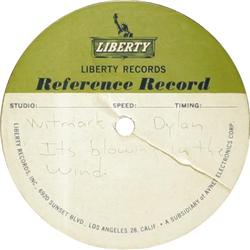 LIBERTY
LIBERTY RECORDS
Reference Record
STUDIO: SPEED: TIMING:
Witmark Dylan
Its blowing in the
Wind
LIBERTY RECORDS, INC., 6920 SUNSET BLVD., LOS ANGELES 28, CALIF. • A SUBSIDIARY of AVNET ELECTRONICS CORP.